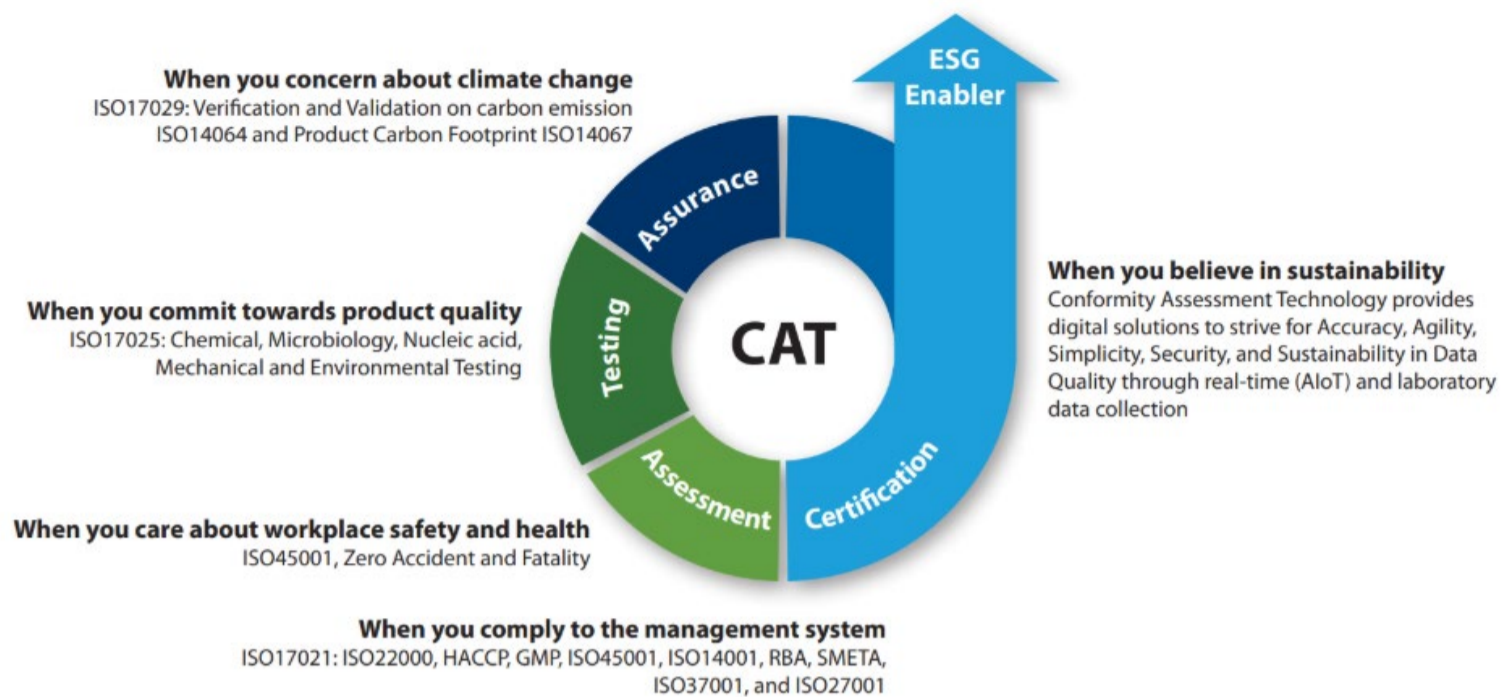 When you concern about climate change
ISO17029: Verification and Validation on carbon emission
ISO14064 and Product Carbon Footprint ISO14067
ESG
Enabler
Assurance
When you believe in sustainability
Conformity Assessment Technology provides
digital solutions to strive for Accuracy, Agility,
Simplicity, Security, and Sustainability in Data
Quality through real-time (AIoT) and laboratory
data collection
When you commit towards product quality
ISO17025: Chemical, Microbiology, Nucleic acid,
Mechanical and Environmental Testing
Testing
CAT
Assessment
Certification
When you care about workplace safety and health
ISO45001, Zero Accident and Fatality
When you comply to the management system
ISO17021: ISO22000, HACCP, GMP, ISO45001, ISO14001, RBA, SMETA,
ISO37001, and ISO27001